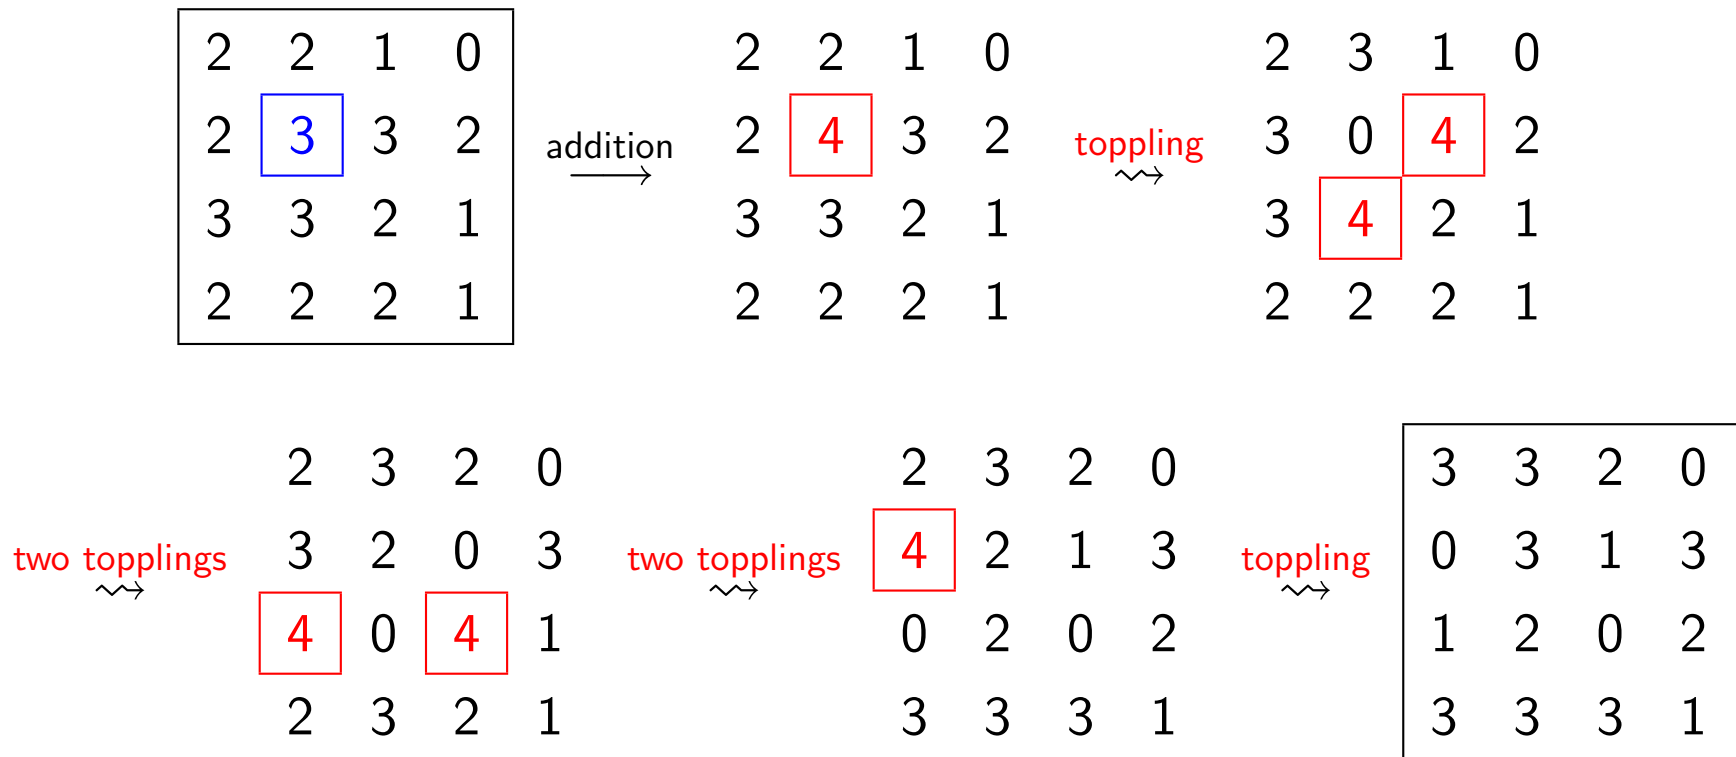 2 2 1 0 2 2 1 0 2 3 1 0
2 3 3 2 addition 2 4 3 2 toppling 3 0 4 2
3 3 2 1 3 3 2 1 3 4 2 1
2 2 2 1 2 2 2 1 2 2 2 1
2 3 2 0 2 3 2 0 3 3 2 0
two topplings 3 2 0 3 two topplings 4 2 1 3 toppling 0 3 1 3
4 0 4 1 0 2 0 2 1 2 0 2
2 3 2 1 3 3 3 1 3 3 3 1